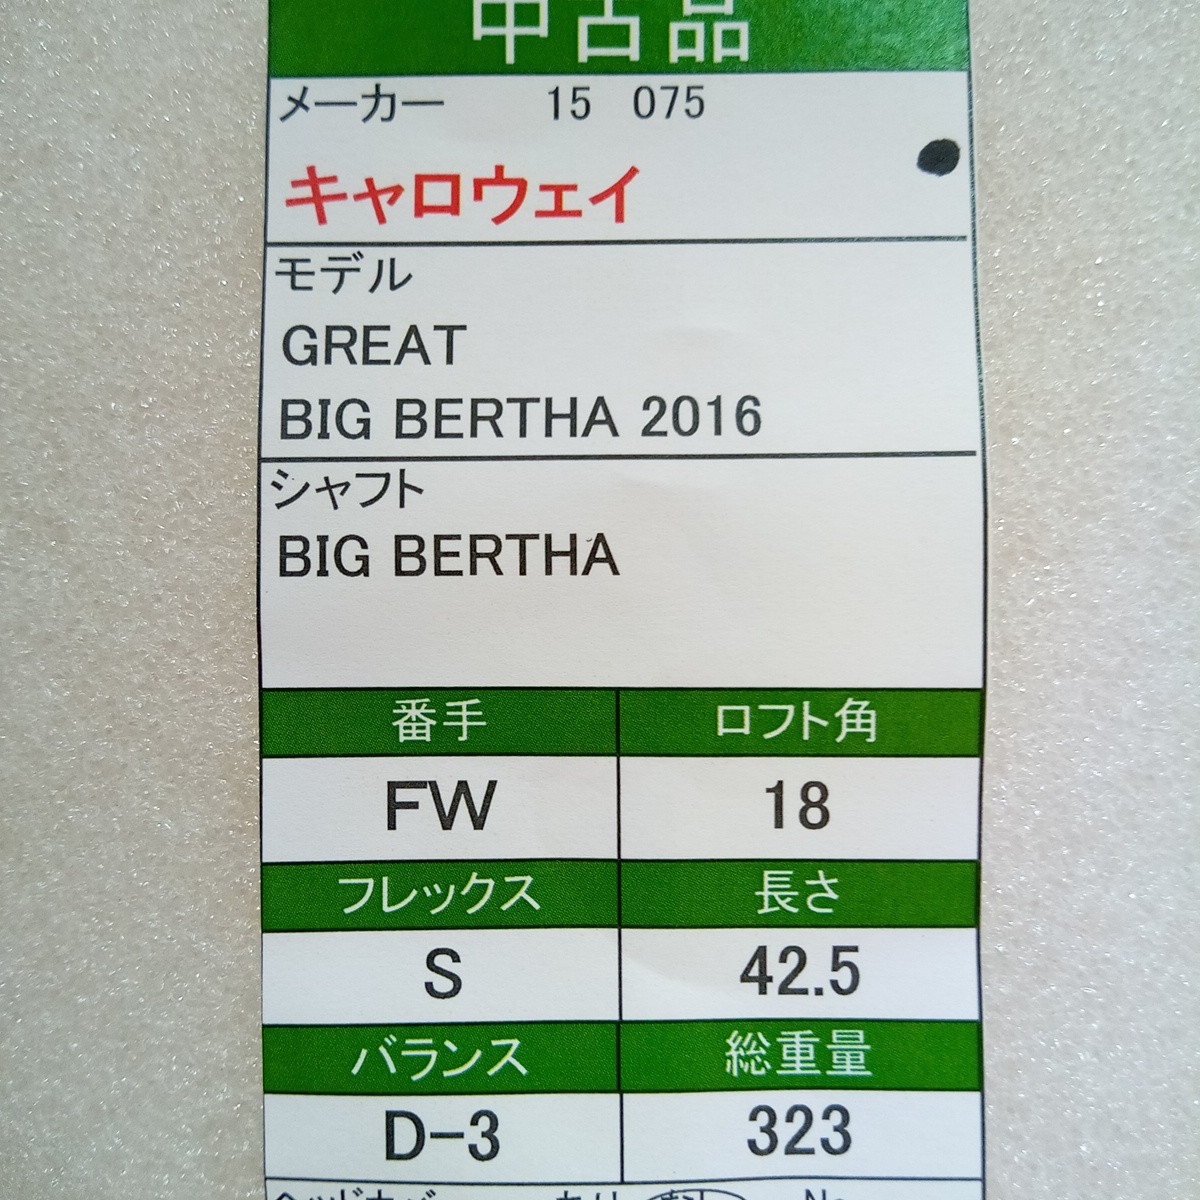 中古品
メーカー 15 075
キャロウェイ
モデル
GREAT
BIG BERTHA 2016
シャフト
BIG BERTHA
番手 ロフト角
FW 18
フレックス 長さ
S 42.5
バランス 総重量
D-3 323